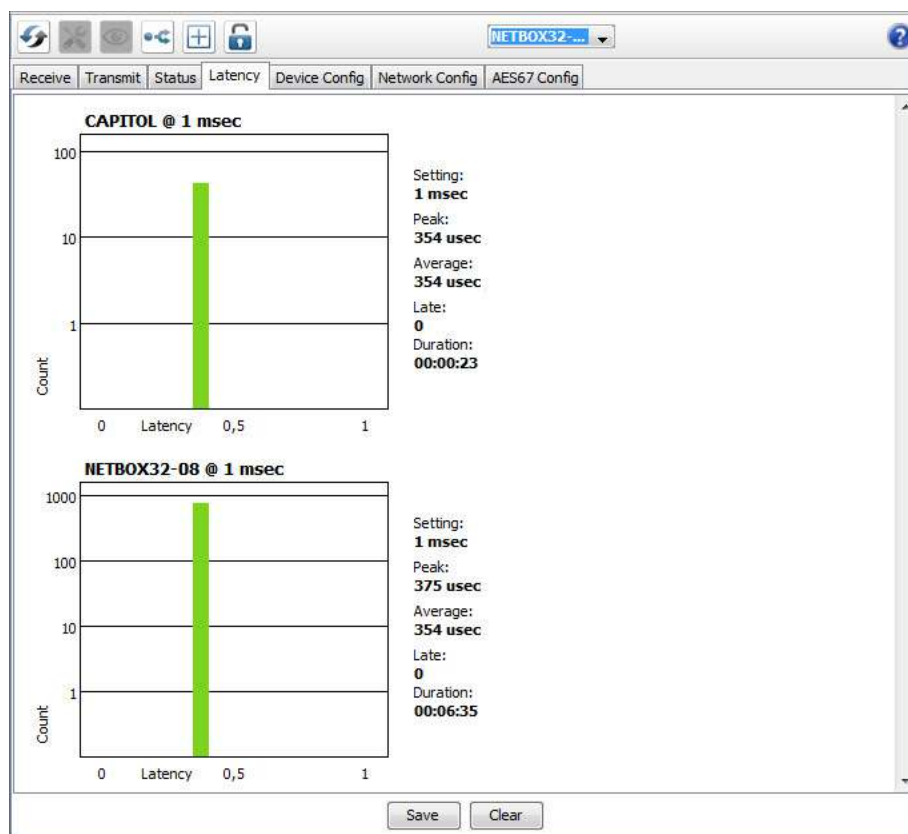 NETBOX32-...
?
Receive Transmit Status Latency Device Config Network Config AES67 Config
CAPITOL @ 1 msec
100
10
1
Count
0 Latency 0,5 1
Setting:
1 msec
Peak:
354 usec
Average:
354 usec
Late:
0
Duration:
00:00:23
NETBOX32-08 @ 1 msec
1000
100
10
1
Count
0 Latency 0,5 1
Setting:
1 msec
Peak:
375 usec
Average:
354 usec
Late:
0
Duration:
00:06:35
Save Clear